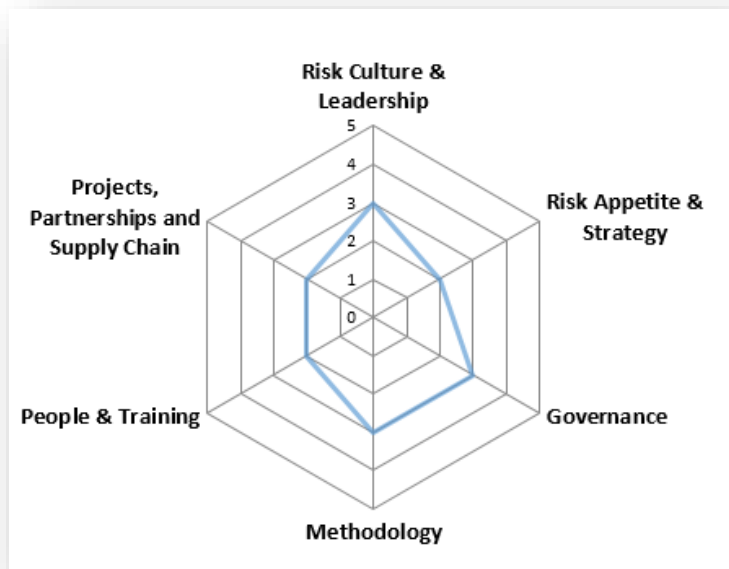 Risk Culture &
Leadership
5
4
3
2
1
0
Projects,
Partnerships and
Supply Chain
Risk Appetite &
Strategy
People & Training
Governance
Methodology